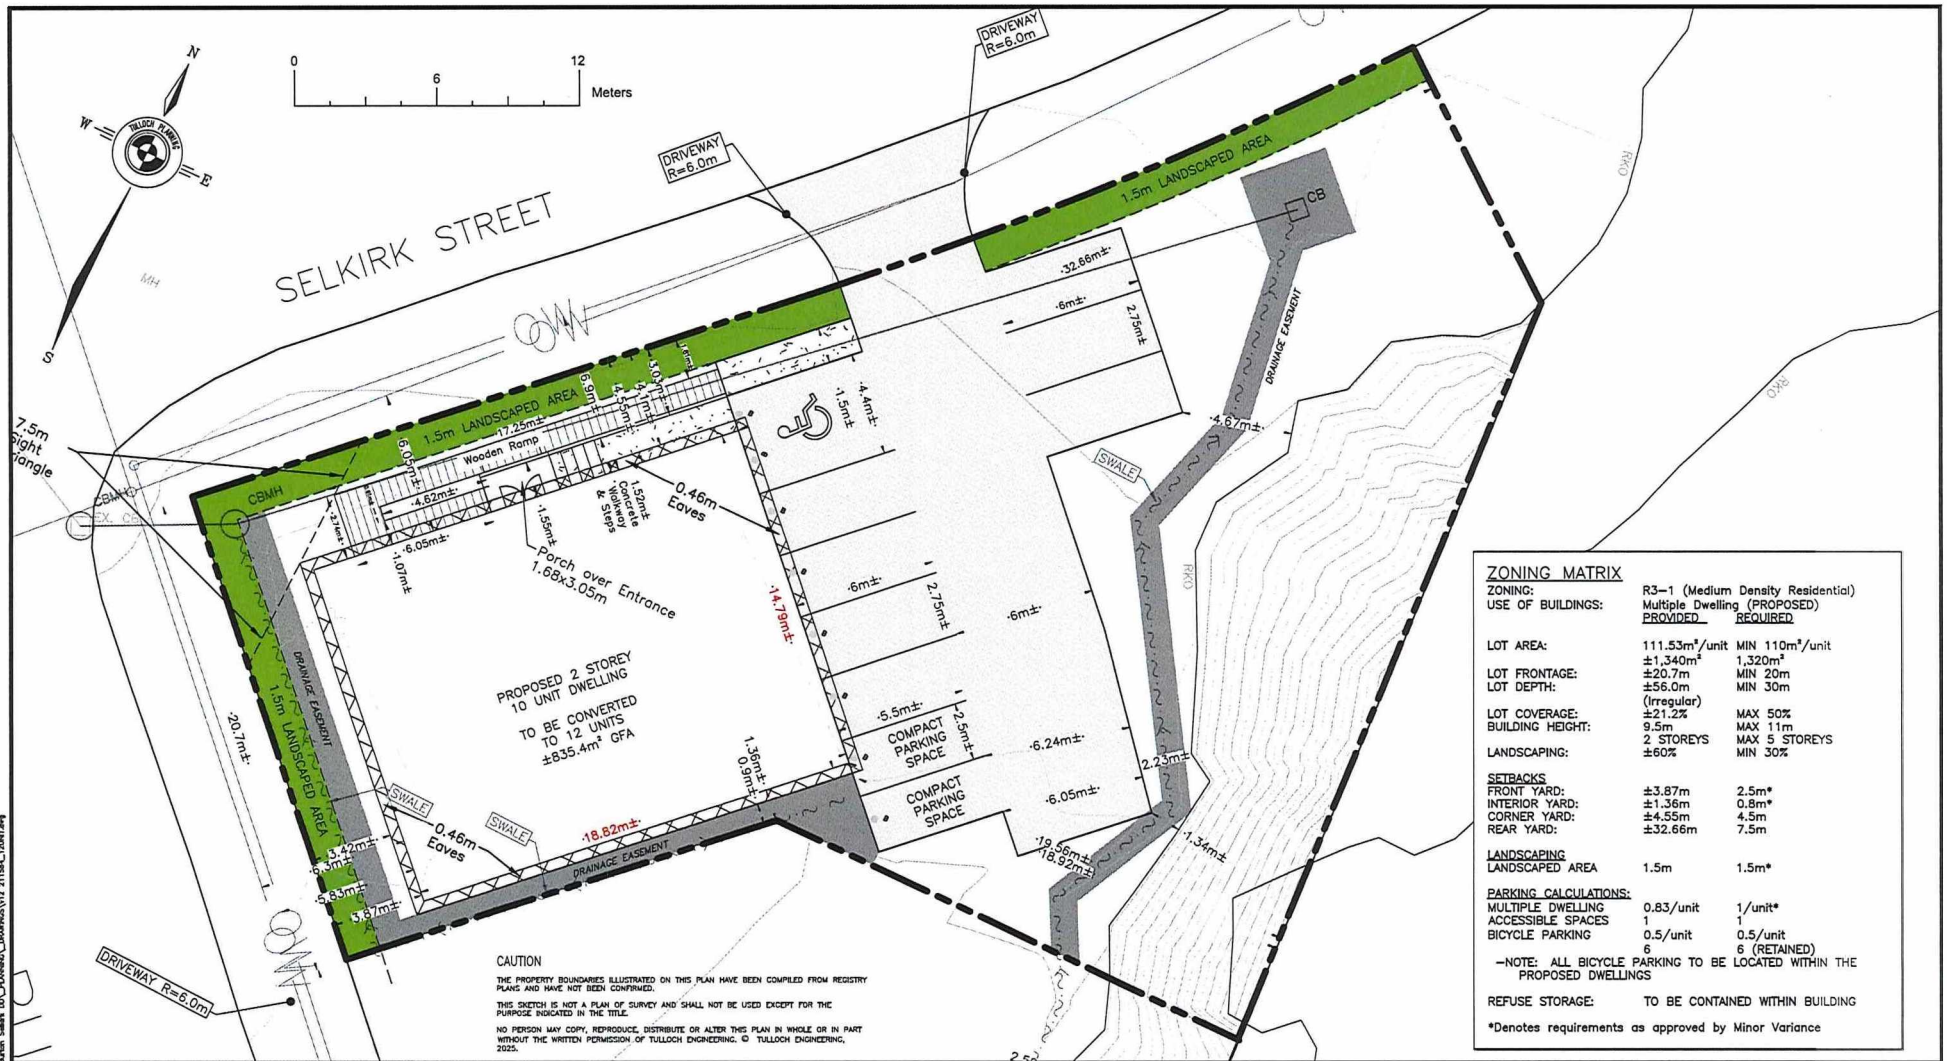 0
6
12
Meters
N
W
E
S
TULLOCH PLANNING
DRIVEWAY
R=6.0m
DRIVEWAY
R=6.0m
SELKIRK STREET
MH
1.5m LANDSCAPED AREA
CB
RKO
32.66m±
6m±
2.75m±
DRAINAGE EASEMENT
RKO
7.5m
Sight
CBMH
CBMH
1.5m LANDSCAPED AREA
6.9m±
4.55m±
4.1m±
3.03m±
1.61m±
17.25m±
Wooden Ramp
6.05m±
4.62m±
2.74m±
6.05m±
1.07m±
1.55m±
1.52m±
Concrete
Walkway
& Steps
0.46m
Eaves
Porch over Entrance
1.68x3.05m
4.4m±
1.5m±
4.67m±
SWALE
RKO
14.79m±
6m±
2.75m±
6m±
PROPOSED 2 STOREY
10 UNIT DWELLING
TO BE CONVERTED
TO 12 UNITS
±835.4m² GFA
DRAINAGE EASEMENT
1.5m LANDSCAPED AREA
20.7m±
5.5m±
2.5m±
COMPACT
PARKING
SPACE
COMPACT
PARKING
SPACE
6.24m±
6.05m±
2.23m±
1.34m±
19.56m±
18.92m±
1.36m±
0.9m±
SWALE
0.46m
Eaves
SWALE
18.82m±
DRAINAGE EASEMENT
3.42m±
6.3m±
5.83m±
3.87m±
DRIVEWAY R=6.0m
CAUTION
THE PROPERTY BOUNDARIES ILLUSTRATED ON THIS PLAN HAVE BEEN COMPILED FROM REGISTRY
PLANS AND HAVE NOT BEEN CONFIRMED.
THIS SKETCH IS NOT A PLAN OF SURVEY AND SHALL NOT BE USED EXCEPT FOR THE
PURPOSE INDICATED IN THE TITLE.
NO PERSON MAY COPY, REPRODUCE, DISTRIBUTE OR ALTER THIS PLAN IN WHOLE OR IN PART
WITHOUT THE WRITTEN PERMISSION OF TULLOCH ENGINEERING. © TULLOCH ENGINEERING,
2025.
ZONING MATRIX
ZONING: R3-1 (Medium Density Residential)
USE OF BUILDINGS: Multiple Dwelling (PROPOSED)
PROVIDED REQUIRED
LOT AREA: 111.53m²/unit MIN 110m²/unit
±1,340m² 1,320m²
LOT FRONTAGE: ±20.7m MIN 20m
LOT DEPTH: ±56.0m MIN 30m
(Irregular)
LOT COVERAGE: ±21.2% MAX 50%
BUILDING HEIGHT: 9.5m MAX 11m
2 STOREYS MAX 5 STOREYS
LANDSCAPING: ±60% MIN 30%
SETBACKS
FRONT YARD: ±3.87m 2.5m*
INTERIOR YARD: ±1.36m 0.8m*
CORNER YARD: ±4.55m 4.5m
REAR YARD: ±32.66m 7.5m
LANDSCAPING
LANDSCAPED AREA 1.5m 1.5m*
PARKING CALCULATIONS:
MULTIPLE DWELLING 0.83/unit 1/unit*
ACCESSIBLE SPACES 1 1
BICYCLE PARKING 0.5/unit 0.5/unit
6 6 (RETAINED)
-NOTE: ALL BICYCLE PARKING TO BE LOCATED WITHIN THE
PROPOSED DWELLINGS
REFUSE STORAGE: TO BE CONTAINED WITHIN BUILDING
*Denotes requirements as approved by Minor Variance